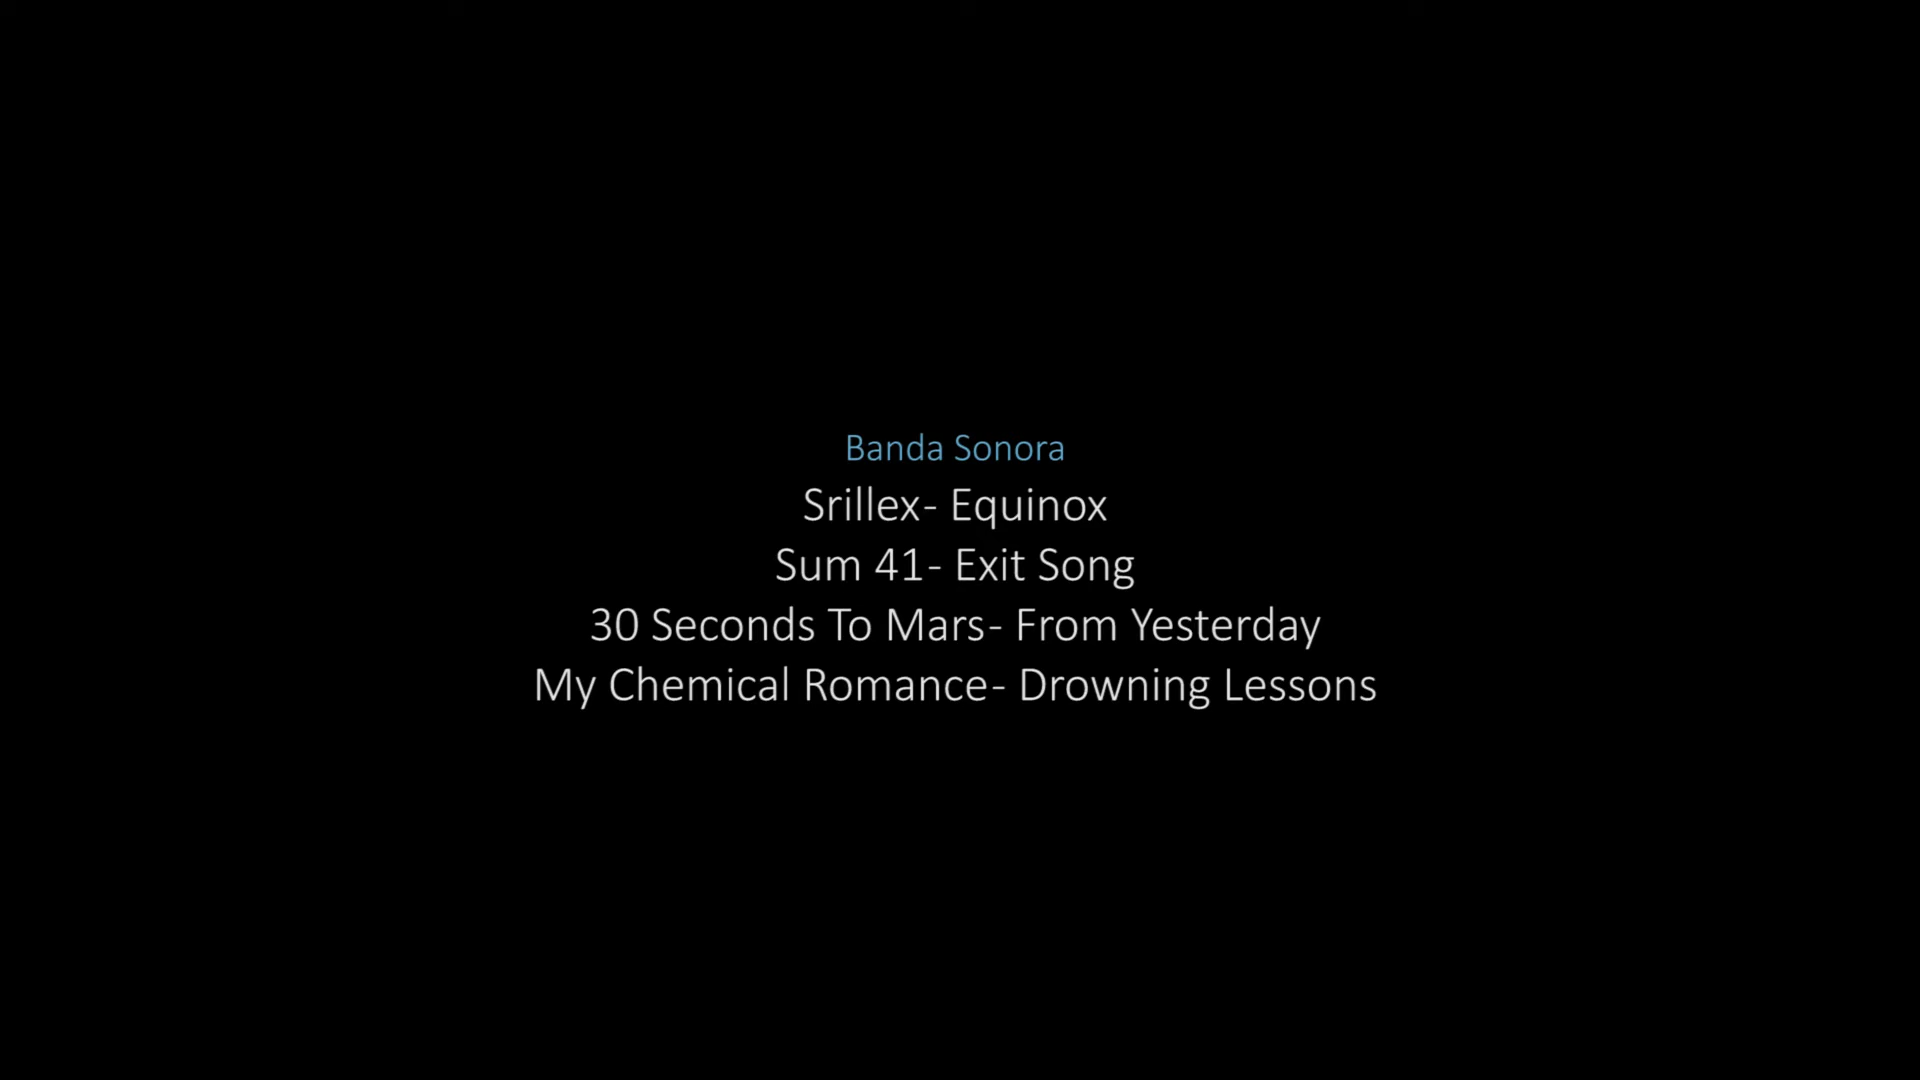 Banda Sonora
Srillex- Equinox
Sum 41- Exit Song
30 Seconds To Mars- From Yesterday
My Chemical Romance- Drowning Lessons